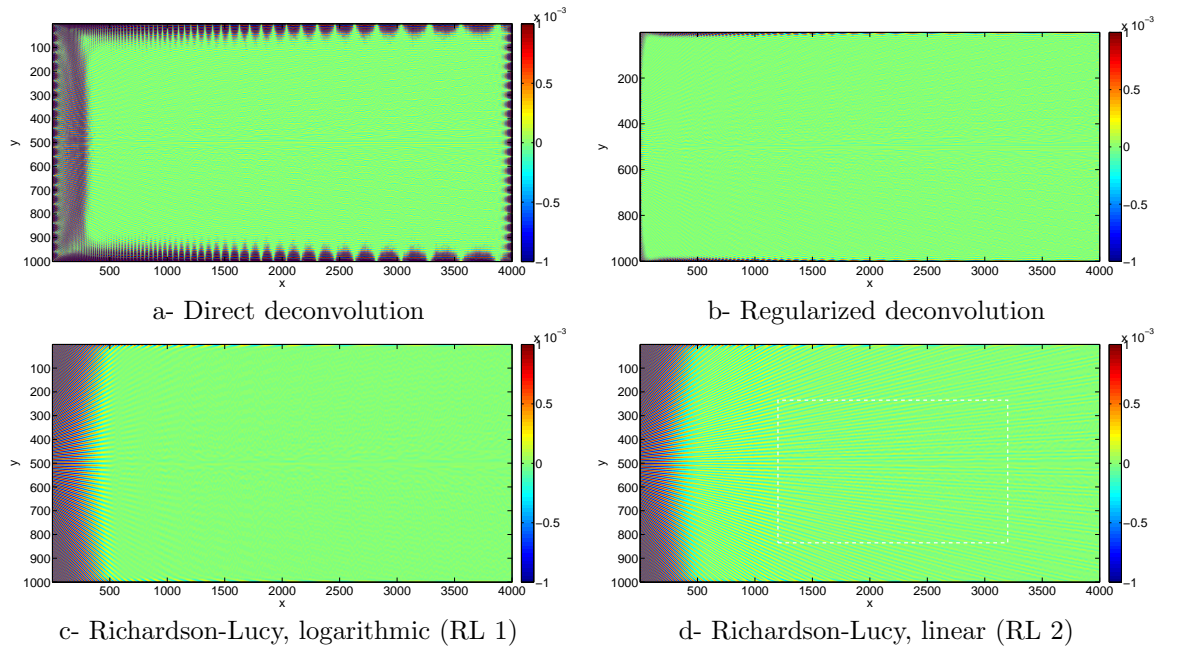 x 10⁻³
1
0.5
0
−0.5
−1
100
200
300
400
500
600
700
800
900
1000
y
500 1000 1500 2000 2500 3000 3500 4000
x
a- Direct deconvolution
x 10⁻³
1
0.5
0
−0.5
−1
200
400
600
800
1000
y
500 1000 1500 2000 2500 3000 3500 4000
x
b- Regularized deconvolution
x 10⁻³
1
0.5
0
−0.5
−1
100
200
300
400
500
600
700
800
900
1000
y
500 1000 1500 2000 2500 3000 3500 4000
x
c- Richardson-Lucy, logarithmic (RL 1)
x 10⁻³
1
0.5
0
−0.5
−1
100
200
300
400
500
600
700
800
900
1000
y
500 1000 1500 2000 2500 3000 3500 4000
x
d- Richardson-Lucy, linear (RL 2)